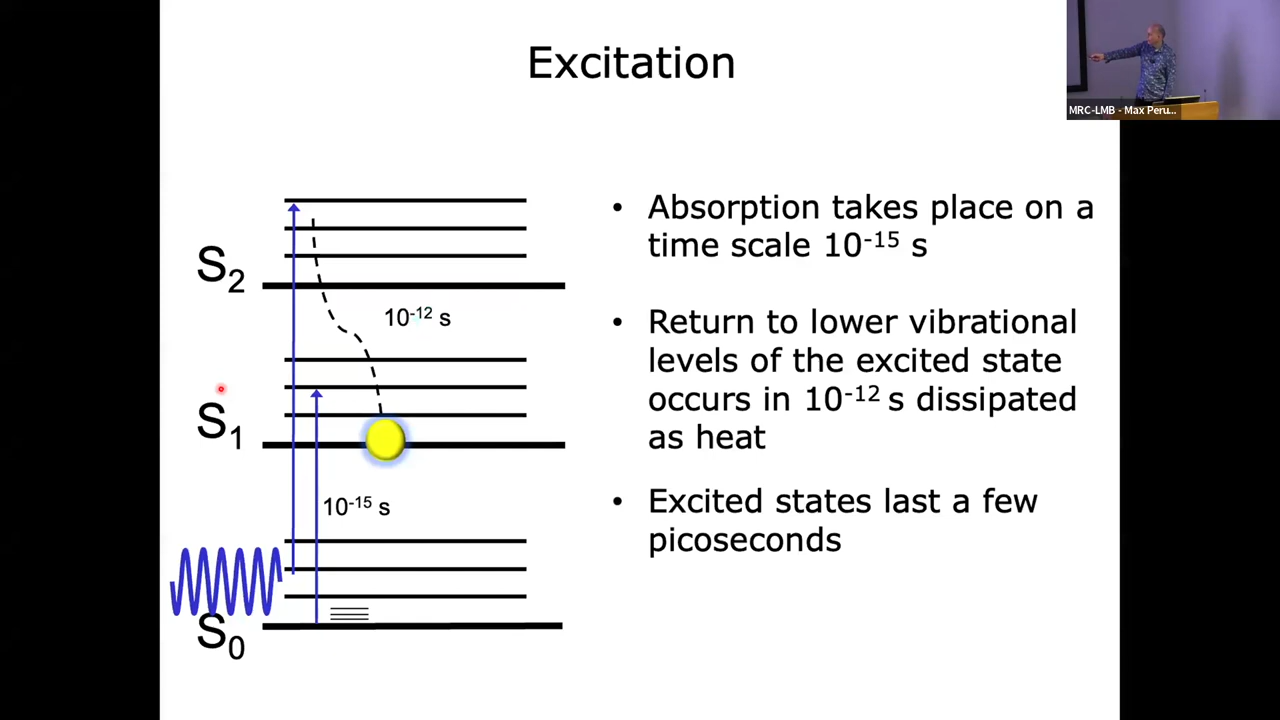 Excitation
MRC-LMB - Max Peru...
S2
10-12 s
S1
10-15 s
S0
• Absorption takes place on a
time scale 10-15 s
• Return to lower vibrational
levels of the excited state
occurs in 10-12 s dissipated
as heat
• Excited states last a few
picoseconds